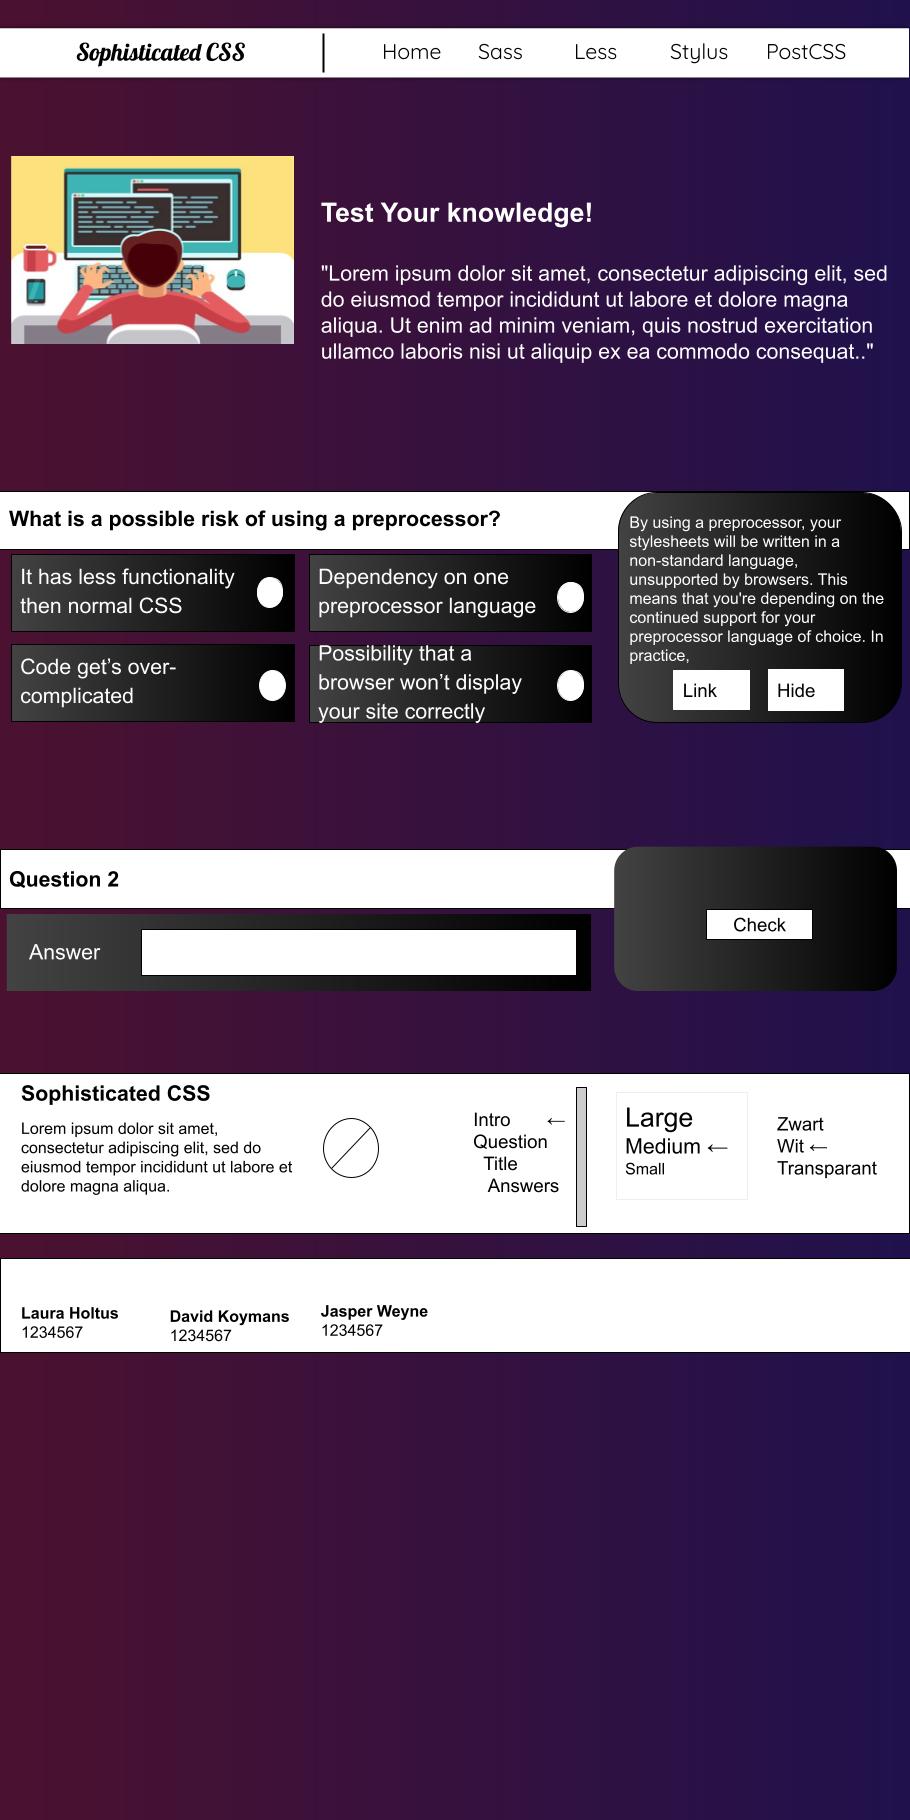 Sophisticated CSS
Home Sass Less Stylus PostCSS
Test Your knowledge!
"Lorem ipsum dolor sit amet, consectetur adipiscing elit, sed
do eiusmod tempor incididunt ut labore et dolore magna
aliqua. Ut enim ad minim veniam, quis nostrud exercitation
ullamco laboris nisi ut aliquip ex ea commodo consequat.."
What is a possible risk of using a preprocessor?
It has less functionality
then normal CSS
Dependency on one
preprocessor language
Code get’s over-
complicated
Possibility that a
browser won’t display
your site correctly
By using a preprocessor, your
stylesheets will be written in a
non-standard language,
unsupported by browsers. This
means that you're depending on the
continued support for your
preprocessor language of choice. In
practice,
Link
Hide
Question 2
Answer
Check
Sophisticated CSS
Lorem ipsum dolor sit amet,
consectetur adipiscing elit, sed do
eiusmod tempor incididunt ut labore et
dolore magna aliqua.
Intro ←
Question
Title
Answers
Large
Medium ←
Small
Zwart
Wit ←
Transparant
Laura Holtus
1234567
David Koymans
1234567
Jasper Weyne
1234567